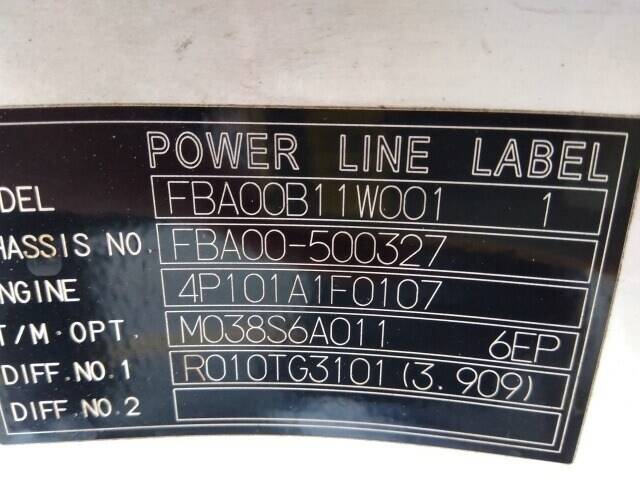 POWER LINE LABEL
DEL FBA00B11W001 1
HASSIS NO. FBA00-500327
NGINE 4P101A1F0107
T/M·OPT. M038S6A011 6EP
DIFF.NO.1 R010TG3101(3.909)
DIFF.NO.2